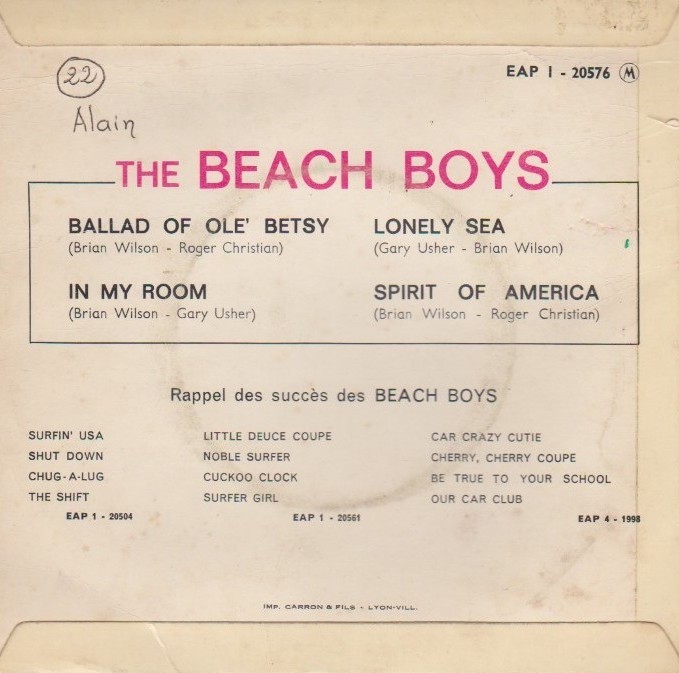 22
EAP 1 - 20576 M
Alain
THE BEACH BOYS
BALLAD OF OLE' BETSY
(Brian Wilson - Roger Christian)
LONELY SEA
(Gary Usher - Brian Wilson)
IN MY ROOM
(Brian Wilson - Gary Usher)
SPIRIT OF AMERICA
(Brian Wilson - Roger Christian)
Rappel des succès des BEACH BOYS
SURFIN' USA
SHUT DOWN
CHUG-A-LUG
THE SHIFT
EAP 1 - 20504
LITTLE DEUCE COUPE
NOBLE SURFER
CUCKOO CLOCK
SURFER GIRL
EAP 1 - 20561
CAR CRAZY CUTIE
CHERRY, CHERRY COUPE
BE TRUE TO YOUR SCHOOL
OUR CAR CLUB
EAP 4 - 1998
IMP. CARRON & FILS - LYON-VILL.